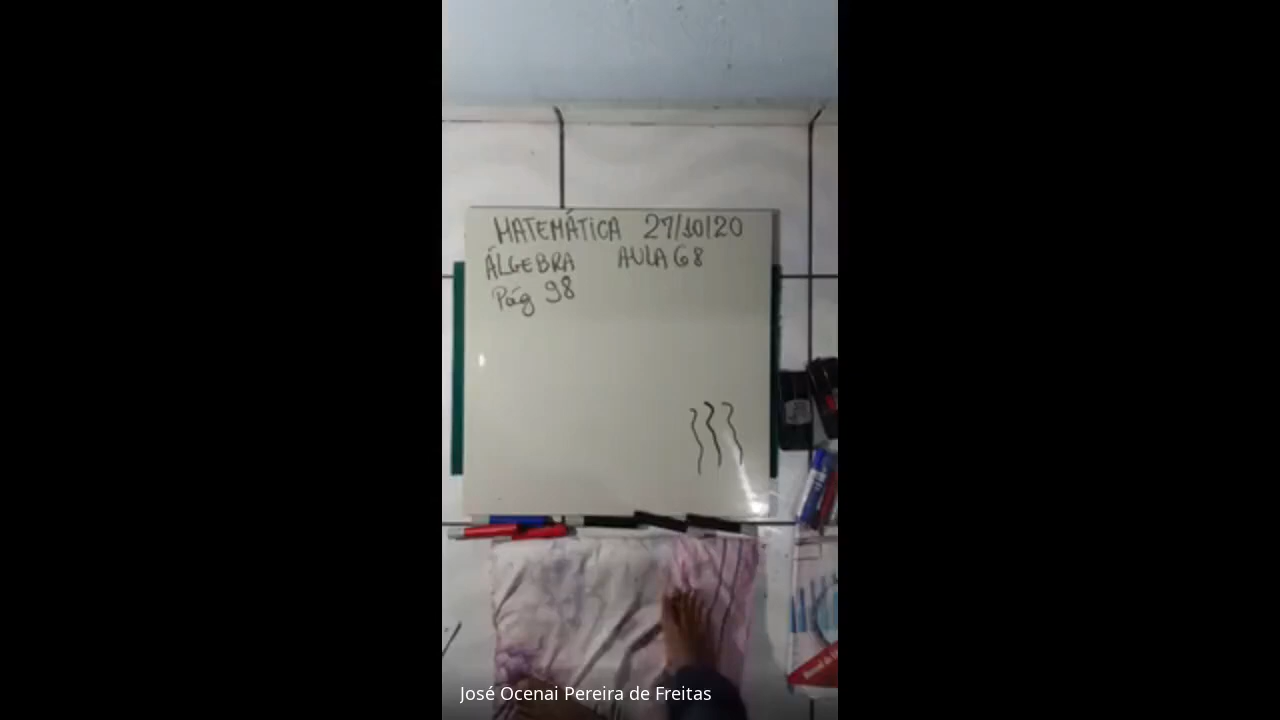 MATEMÁTICA 27/10/20
ÁLGEBRA AULA 68
Pág 98
José Ocenai Pereira de Freitas